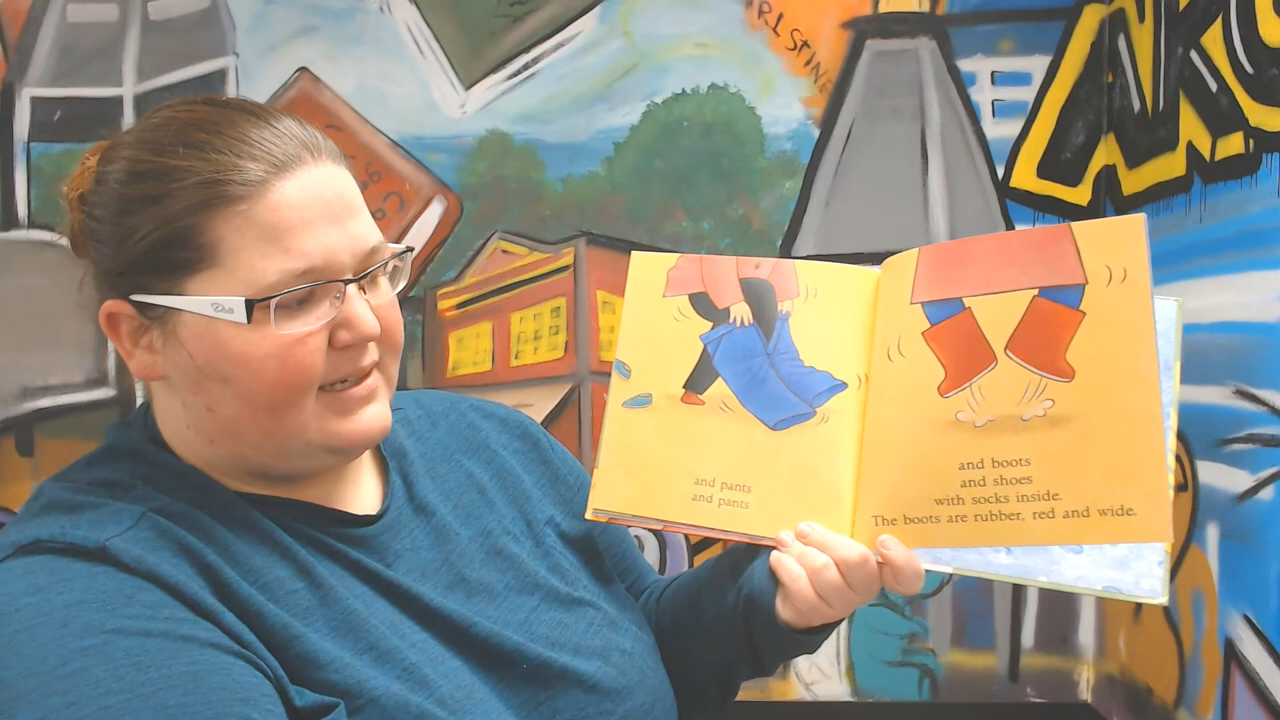 and pants
and pants
and boots
and shoes
with socks inside.
The boots are rubber, red and wide.